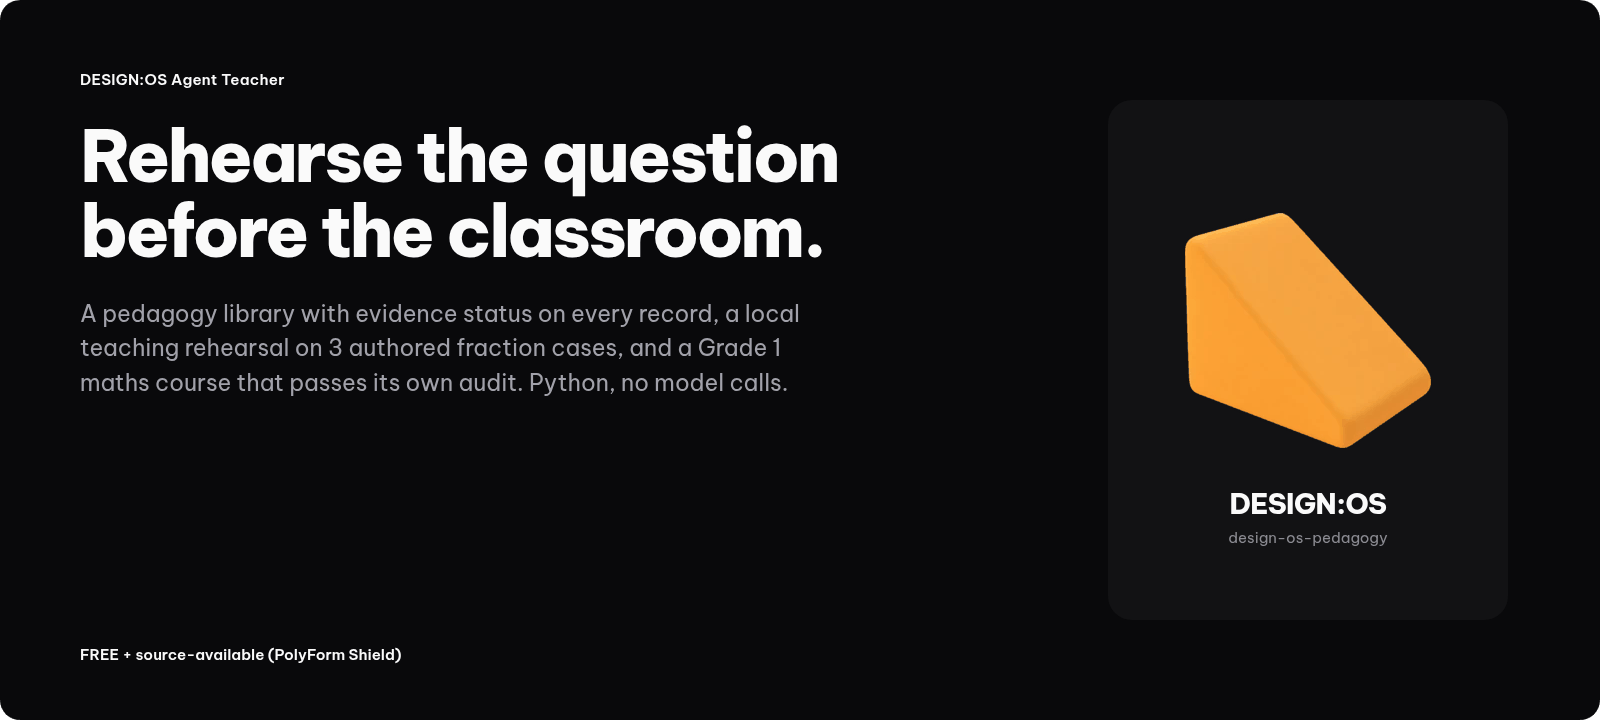 DESIGN:OS Agent Teacher
Rehearse the question
before the classroom.
A pedagogy library with evidence status on every record, a local
teaching rehearsal on 3 authored fraction cases, and a Grade 1
maths course that passes its own audit. Python, no model calls.
DESIGN:OS
design-os-pedagogy
FREE + source-available (PolyForm Shield)